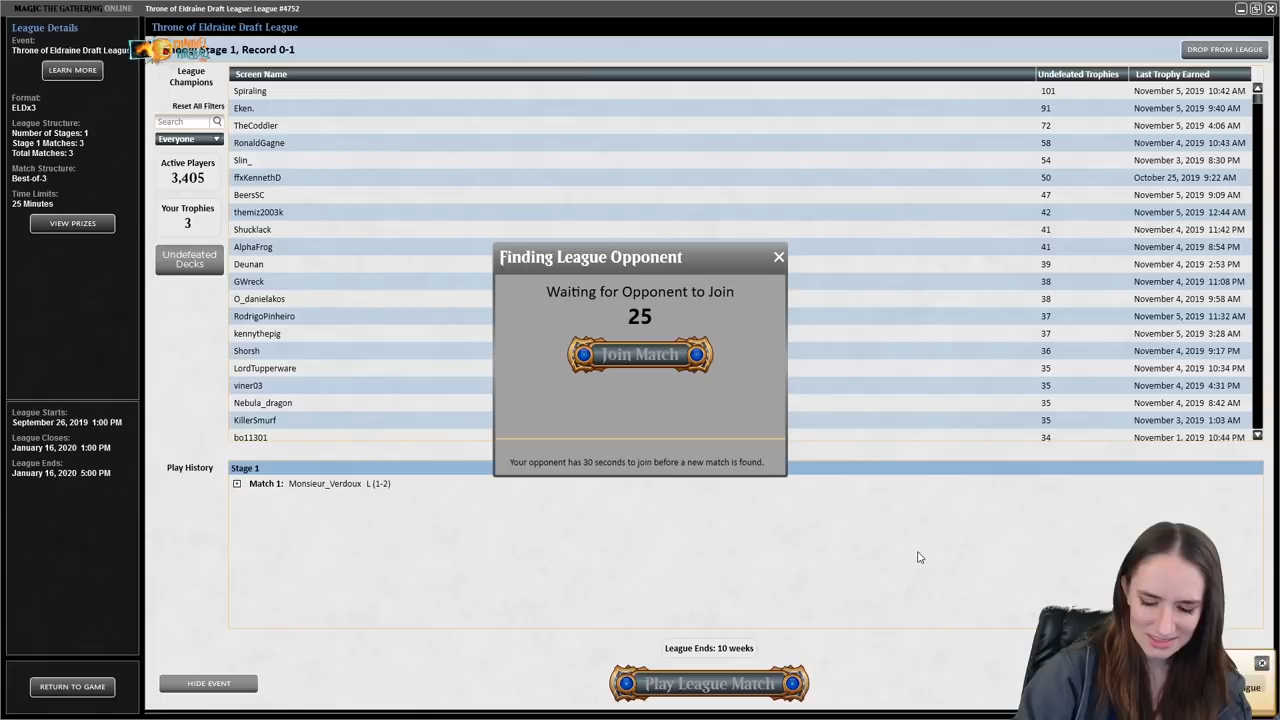 MAGIC THE GATHERING ONLINE
Throne of Eldraine Draft League: League #4752
League Details
Event:
Throne of Eldraine Draft League
LEARN MORE
Format:
ELDx3
League Structure:
Number of Stages: 1
Stage 1 Matches: 3
Total Matches: 3
Match Structure:
Best-of-3
Time Limits:
25 Minutes
VIEW PRIZES
League Starts:
September 26, 2019 1:00 PM
League Closes:
January 16, 2020 1:00 PM
League Ends:
January 16, 2020 5:00 PM
RETURN TO GAME
Throne of Eldraine Draft League
Stage 1, Record 0-1
DROP FROM LEAGUE
League
Champions
Reset All Filters
Search
Everyone
Active Players
3,405
Your Trophies
3
Undefeated
Decks
Screen Name Undefeated Trophies Last Trophy Earned
Spiraling 101 November 5, 2019 10:42 AM
Eken. 91 November 5, 2019 9:40 AM
TheCoddler 72 November 5, 2019 4:06 AM
RonaldGagne 58 November 4, 2019 10:43 AM
Slin_ 54 November 3, 2019 8:30 PM
ffxKennethD 50 October 25, 2019 9:22 AM
BeersSC 47 November 5, 2019 9:09 AM
themiz2003k 42 November 5, 2019 12:44 AM
Shucklack 41 November 4, 2019 11:42 PM
AlphaFrog 41 November 4, 2019 8:54 PM
Deunan 39 November 4, 2019 2:53 PM
GWreck 38 November 4, 2019 11:08 PM
O_danielakos 38 November 4, 2019 9:58 AM
RodrigoPinheiro 37 November 5, 2019 11:32 AM
kennythepig 37 November 5, 2019 3:28 AM
Shorsh 36 November 4, 2019 9:17 PM
LordTupperware 35 November 4, 2019 10:34 PM
viner03 35 November 4, 2019 4:31 PM
Nebula_dragon 35 November 4, 2019 8:42 AM
KillerSmurf 35 November 3, 2019 1:03 AM
bo11301 34 November 1, 2019 10:44 PM
Finding League Opponent
Waiting for Opponent to Join
25
Join Match
Your opponent has 30 seconds to join before a new match is found.
Play History
Stage 1
Match 1: Monsieur_Verdoux L (1-2)
League Ends: 10 weeks
HIDE EVENT
Play League Match